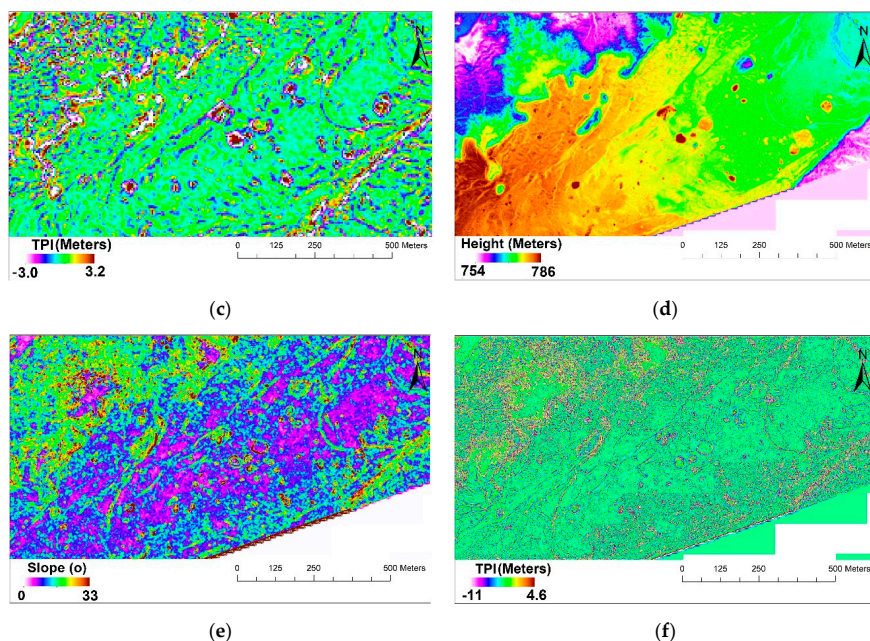 N
TPI(Meters)
-3.0 3.2
0 125 250 500 Meters
(c)
N
Height (Meters)
754 786
0 125 250 500 Meters
(d)
N
Slope (o)
0 33
0 125 250 500 Meters
(e)
N
TPI(Meters)
-11 4.6
0 125 250 500 Meters
(f)